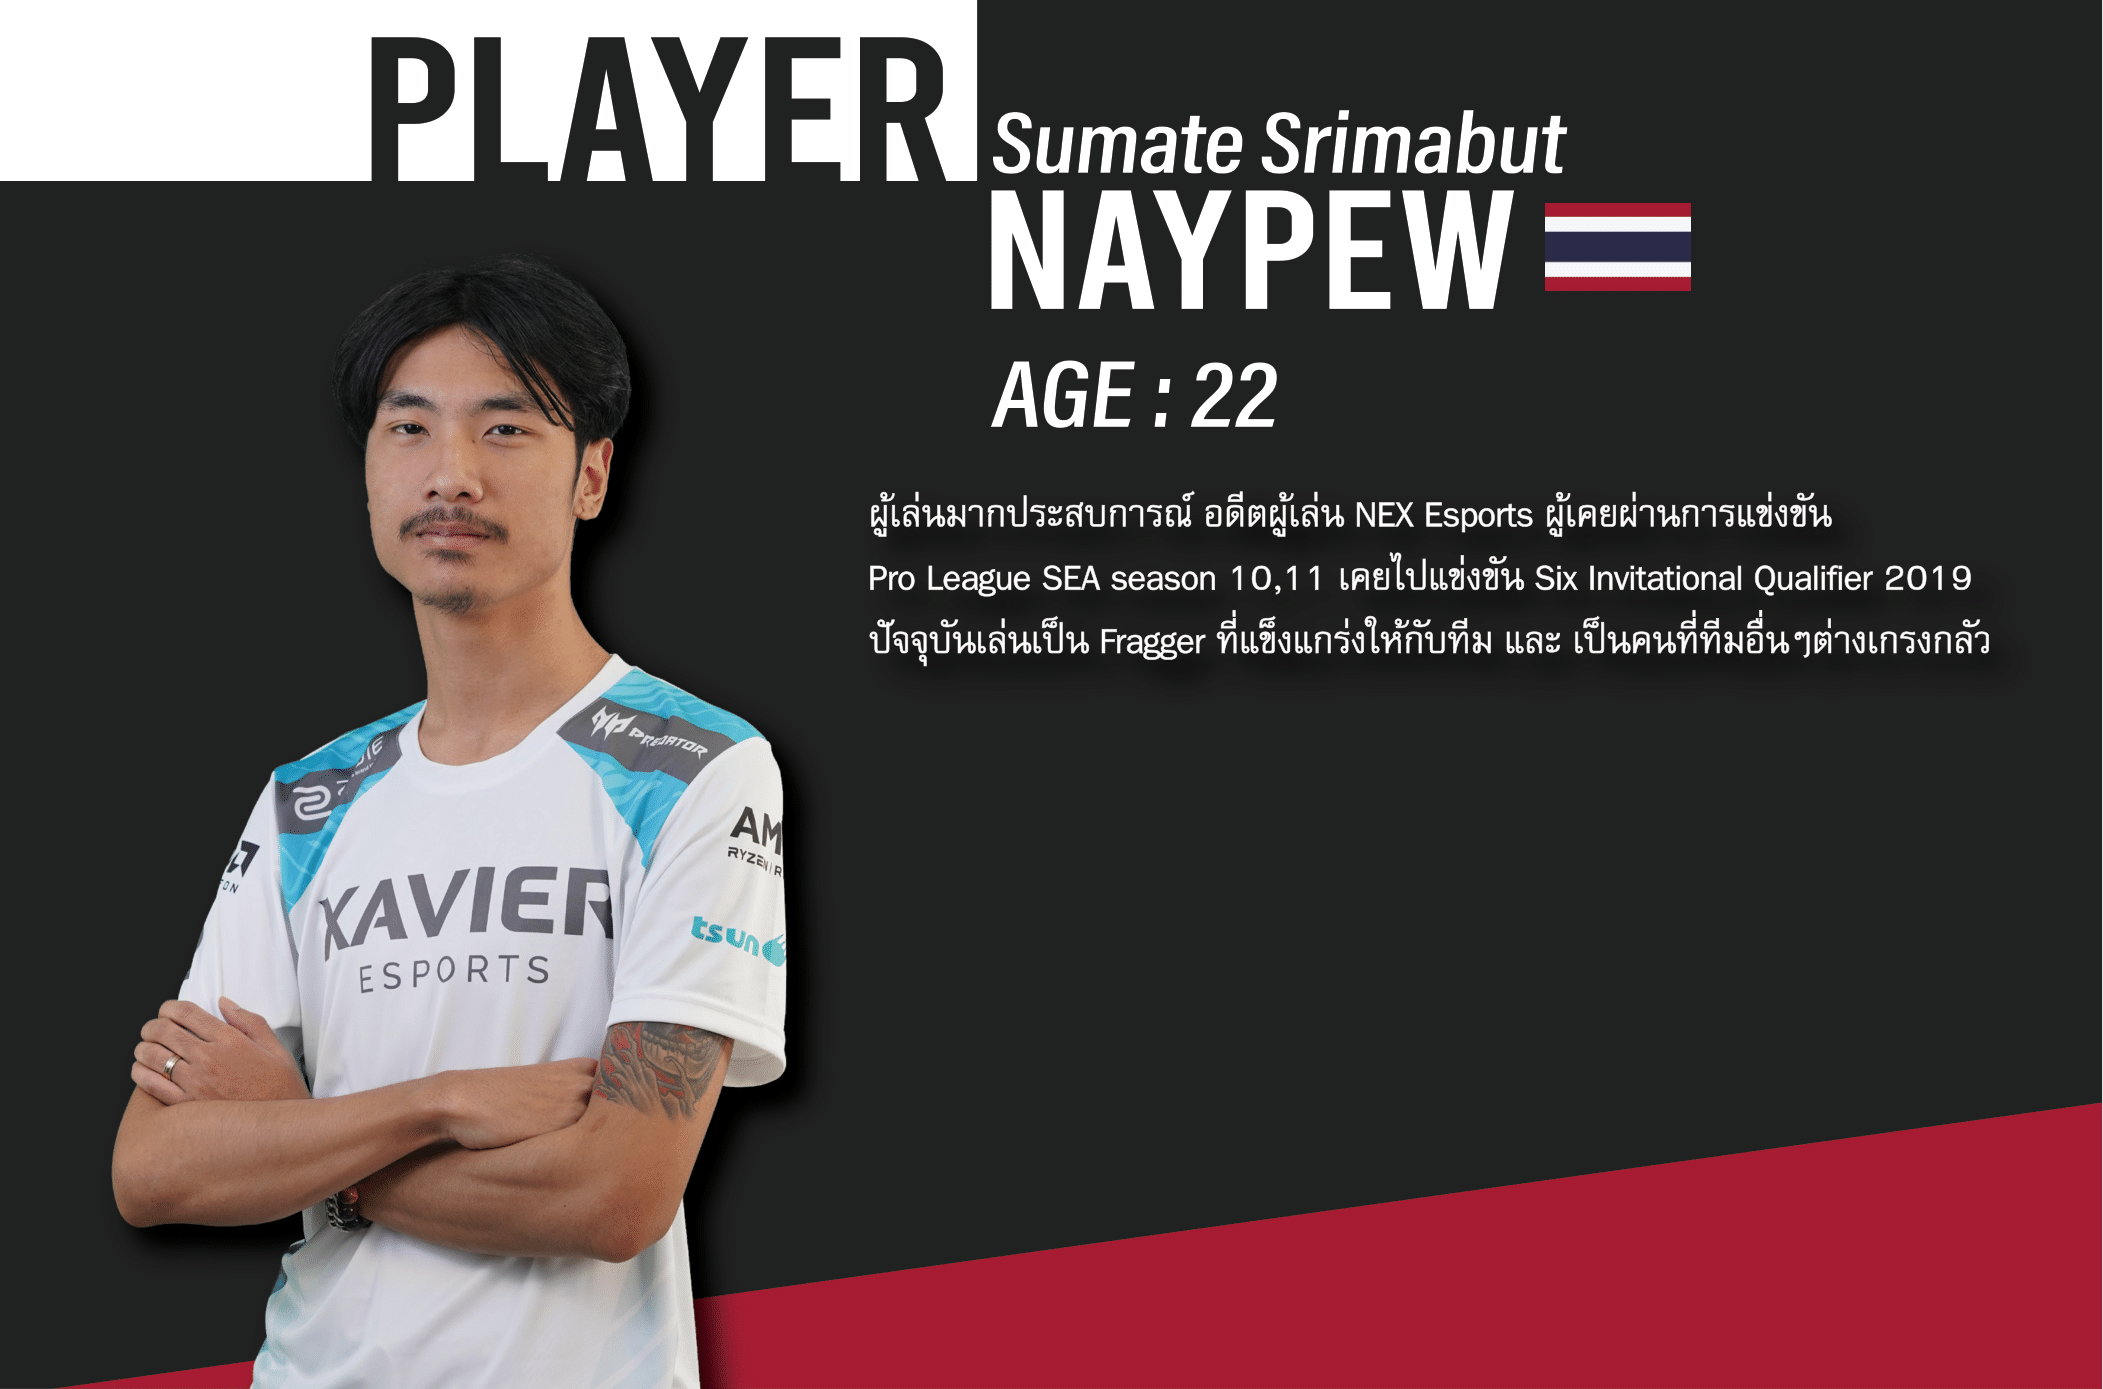 PLAYER
Sumate Srimabut
NAYPEW
AGE : 22
ผู้เล่นมากประสบการณ์ อดีตผู้เล่น NEX Esports ผู้เคยผ่านการแข่งขัน
Pro League SEA season 10,11 เคยไปแข่งขัน Six Invitational Qualifier 2019
ปัจจุบันเล่นเป็น Fragger ที่แข็งแกร่งให้กับทีม และ เป็นคนที่ทีมอื่นๆต่างเกรงกลัว
PREDATOR
RYZEN
tsun
XAVIER
ESPORTS